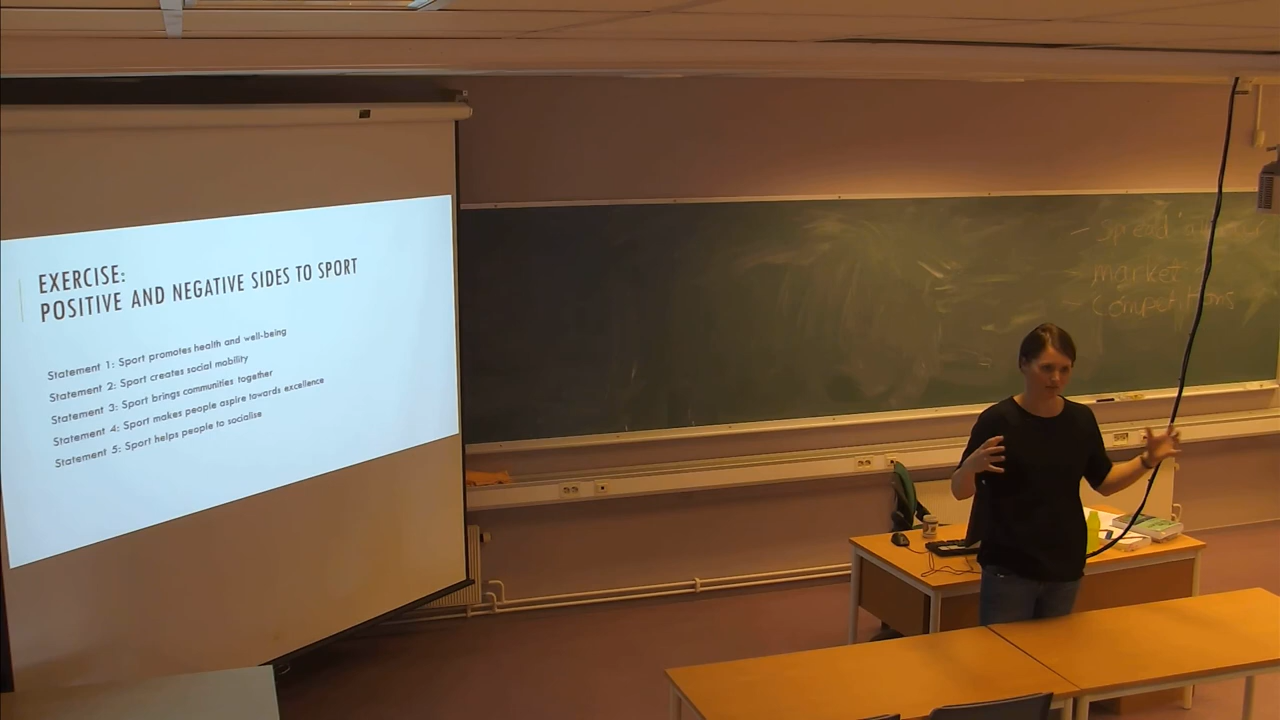 EXERCISE:
POSITIVE AND NEGATIVE SIDES TO SPORT
Statement 1: Sport promotes health and well-being
Statement 2: Sport creates social mobility
Statement 3: Sport brings communities together
Statement 4: Sport makes people aspire towards excellence
Statement 5: Sport helps people to socialise
- Spread
- market
- Competitions